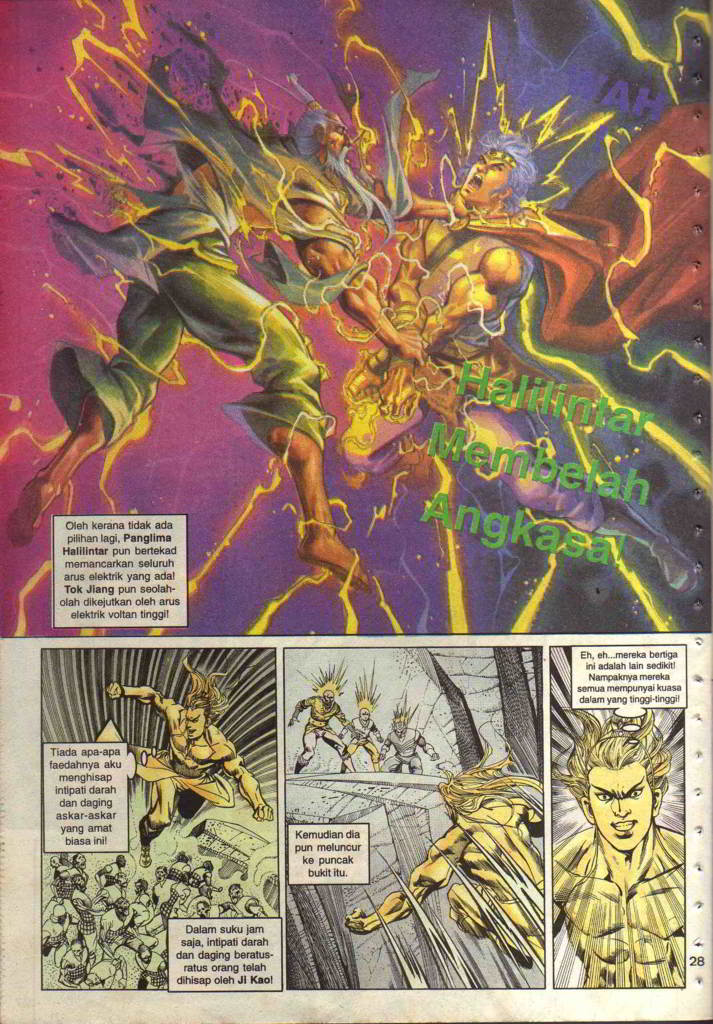 WAH
Halilintar
Membelah
Angkasa!
Oleh kerana tidak ada
pilihan lagi, Panglima
Halilintar pun bertekad
memancarkan seluruh
arus elektrik yang ada!
Tok Jiang pun seolah-
olah dikejutkan oleh arus
elektrik voltan tinggi!
Tiada apa-apa
faedahnya aku
menghisap
intipati darah
dan daging
askar-askar
yang amat
biasa ini!
Dalam suku jam
saja, intipati darah
dan daging beratus-
ratus orang telah
dihisap oleh Ji Kao!
Kemudian dia
pun meluncur
ke puncak
bukit itu.
Eh, eh...mereka bertiga
ini adalah lain sedikit!
Nampaknya mereka
semua mempunyai kuasa
dalam yang tinggi-tinggi!
28